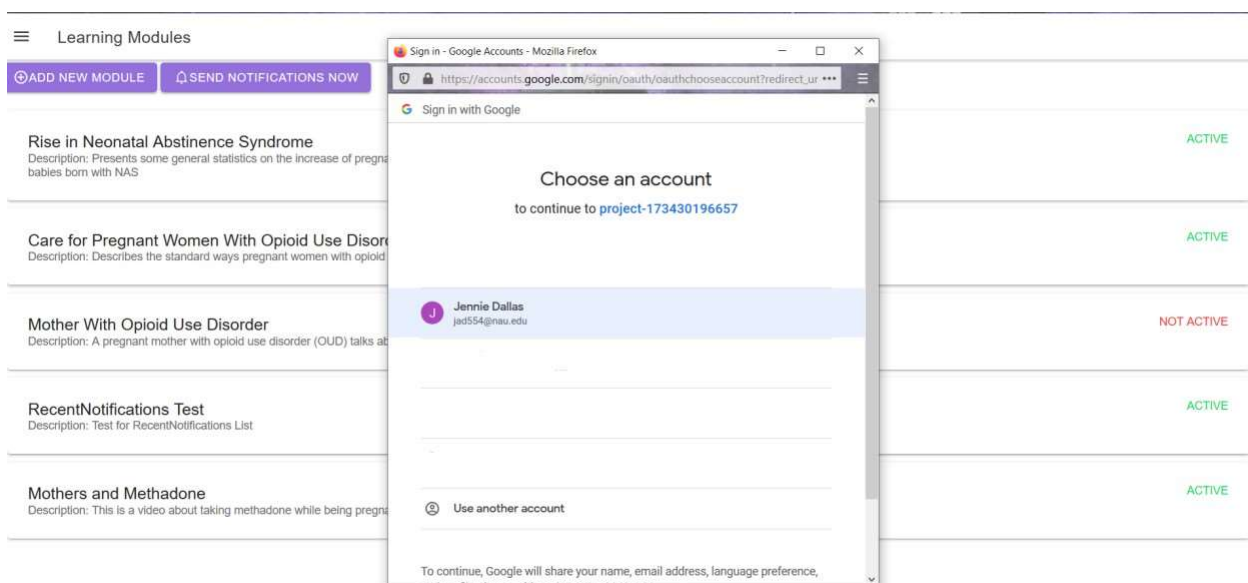 Learning Modules
ADD NEW MODULE
SEND NOTIFICATIONS NOW
Rise in Neonatal Abstinence Syndrome
Description: Presents some general statistics on the increase of
babies born with NAS
ACTIVE
Care for Pregnant Women With Opioid Use
Description: Describes the standard ways pregnant women with opioid
ACTIVE
Mother With Opioid Use Disorder
Description: A pregnant mother with opioid use disorder (OUD) talks
NOT ACTIVE
RecentNotifications Test
Description: Test for RecentNotifications List
ACTIVE
Mothers and Methadone
Description: This is a video about taking methadone while being
ACTIVE
Sign in - Google Accounts - Mozilla Firefox
https://accounts.google.com/signin/oauth/oauthchooseaccount?redirect_ur
Sign in with Google
Choose an account
to continue to project-173430196657
J
Jennie Dallas
jad554@nau.edu
Use another account
To continue, Google will share your name, email address, language preference,